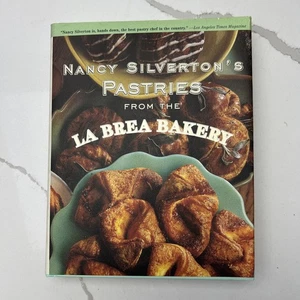 "Nancy Silverton is, hands down, the best pastry chef in the country." —Los Angeles Times Magazine
NANCY SILVERTON'S
PASTRIES
FROM THE
LA BREA BAKERY